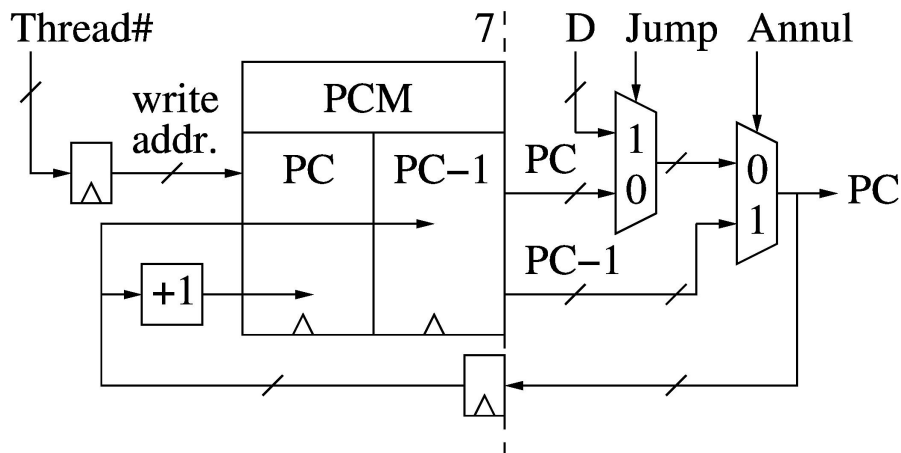 Thread#
7
D
Jump
Annul
write
addr.
PCM
PC
PC−1
PC
PC−1
1
0
0
1
PC
+1